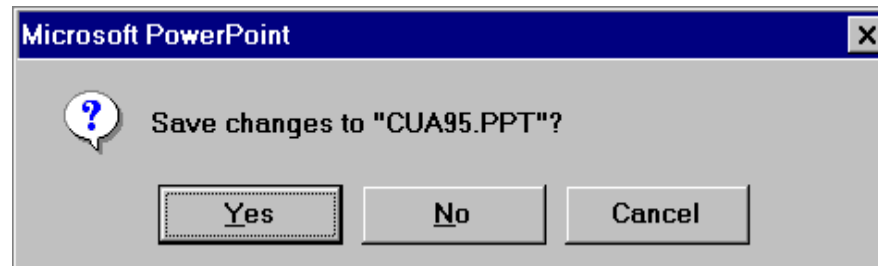 Microsoft PowerPoint
Save changes to "CUA95.PPT"?
Yes No Cancel